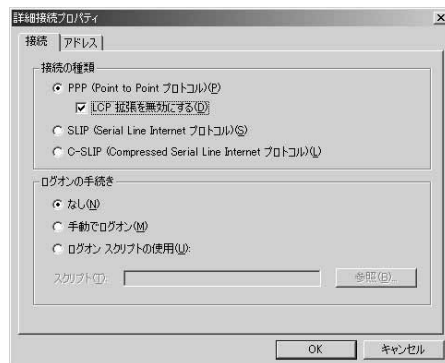 詳細接続プロパティ
接続
アドレス
接続の種類
PPP (Point to Point プロトコル)(P)
LCP 拡張を無効にする(D)
SLIP (Serial Line Internet プロトコル)(S)
C-SLIP (Compressed Serial Line Internet プロトコル)(L)
ログオンの手続き
なし(N)
手動でログオン(M)
ログオン スクリプトの使用(U):
スクリプト(T):
参照(B)...
OK
キャンセル